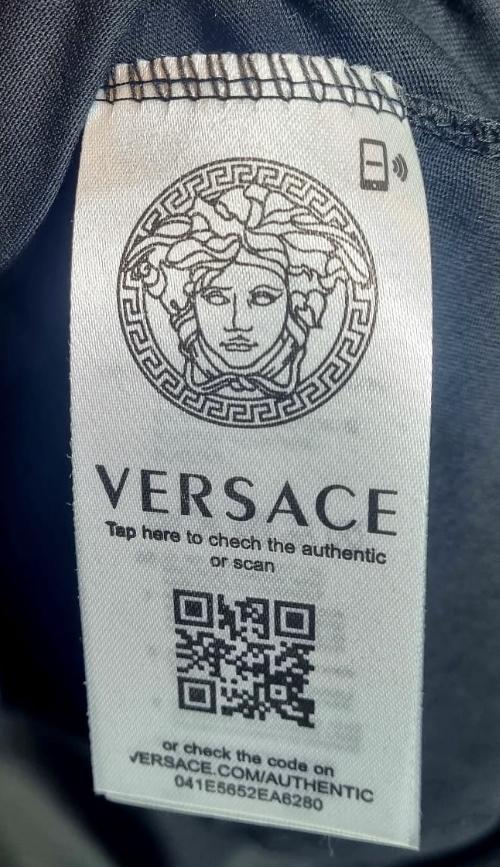 VERSACE
Tap here to chech the authentic
or scan
or check the code on
VERSACE.COM/AUTHENTIC
041E5652EA6280